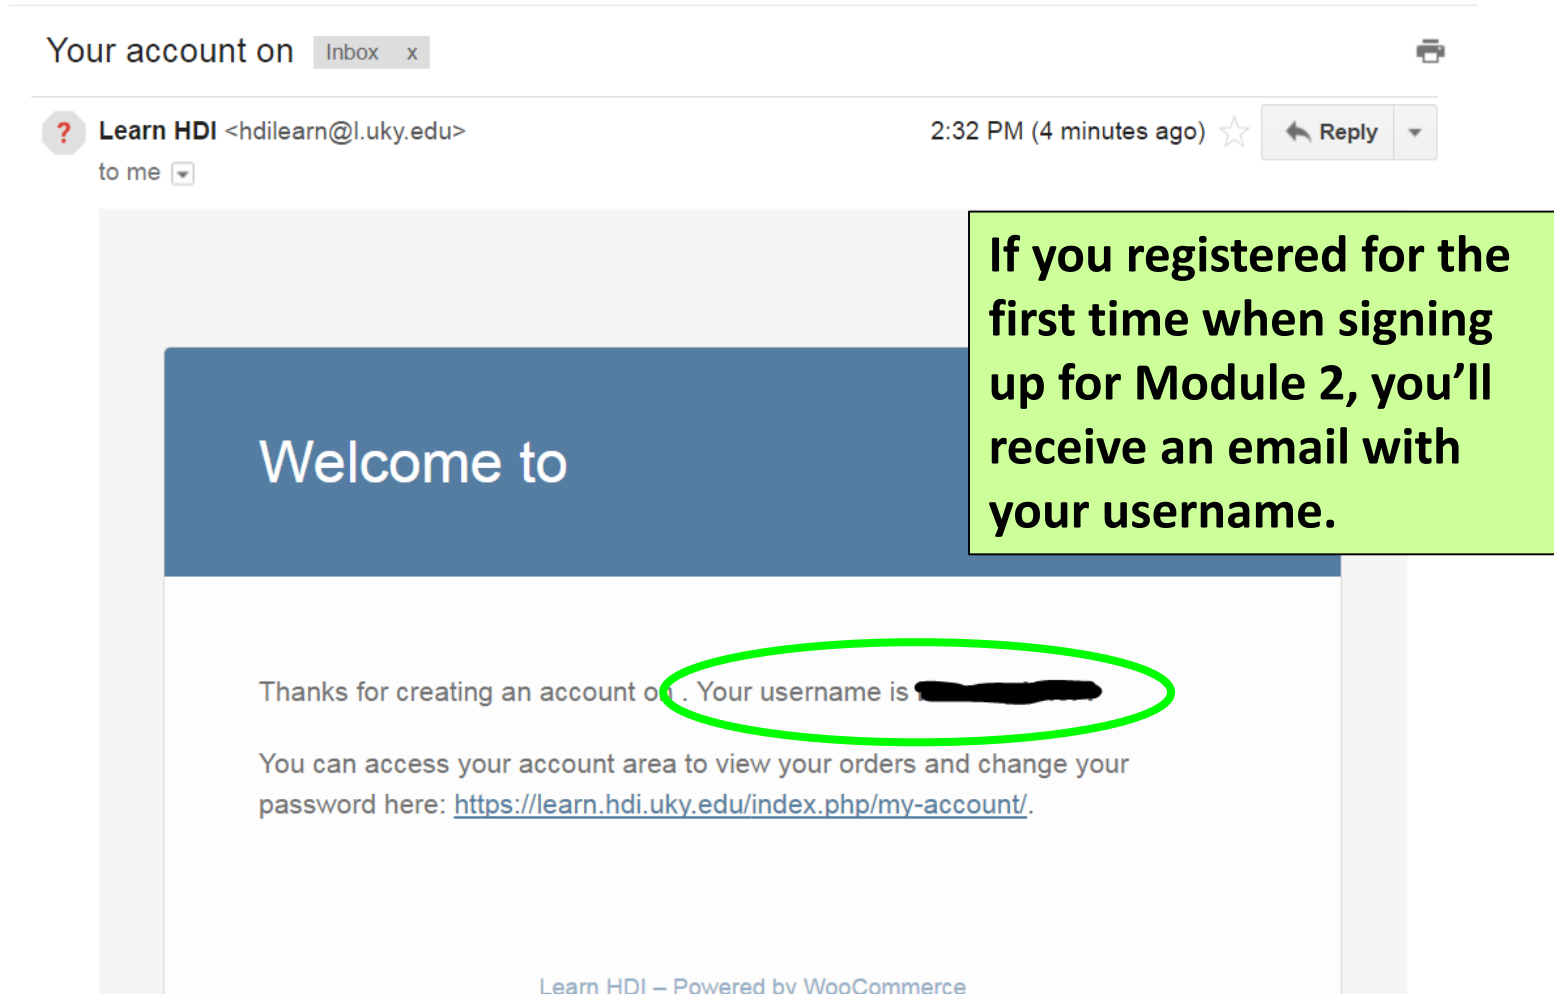 Your account on Inbox x
? Learn HDI <hdilearn@l.uky.edu> 2:32 PM (4 minutes ago) Reply
to me
If you registered for the
first time when signing
up for Module 2, you’ll
receive an email with
your username.
Welcome to
Thanks for creating an account on . Your username is
You can access your account area to view your orders and change your
password here: https://learn.hdi.uky.edu/index.php/my-account/.
Learn HDI – Powered by WooCommerce